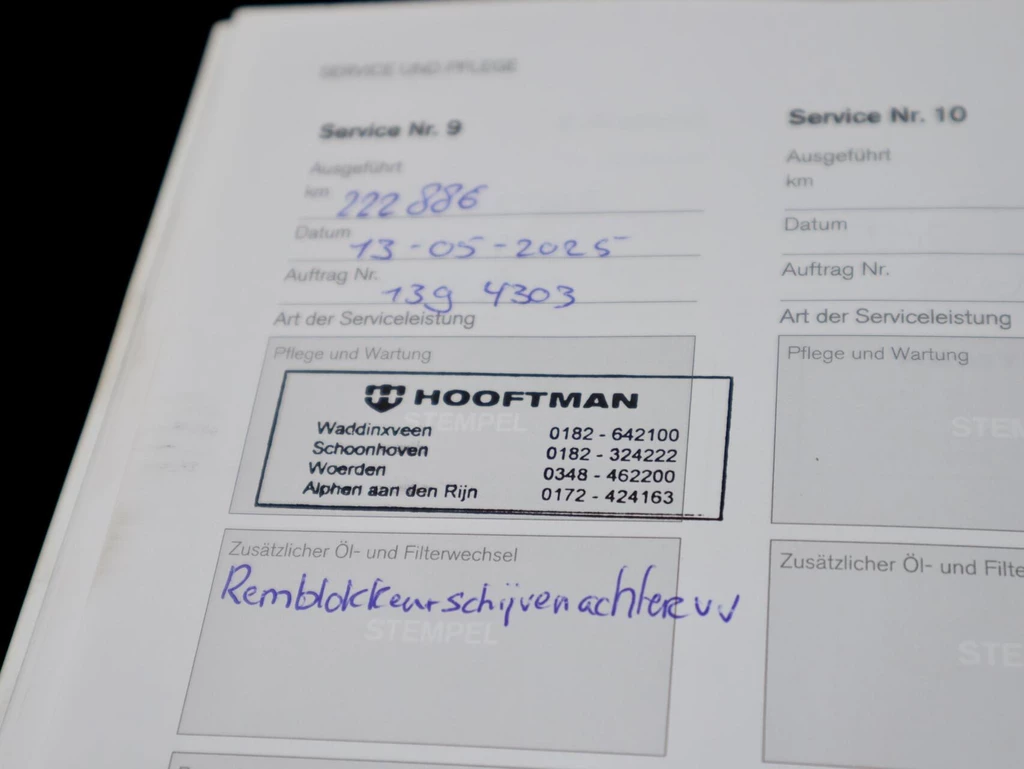 SERVICE UND PFLEGE
Service Nr. 9
Ausgeführt
km 222 886
Datum 13-05-2025
Auftrag Nr. 139 4303
Art der Serviceleistung
Pflege und Wartung
STEMPEL
HOOFTMAN
Waddinxveen 0182 - 642100
Schoonhoven 0182 - 324222
Woerden 0348 - 462200
Alphen aan den Rijn 0172 - 424163
Zusätzlicher Öl- und Filterwechsel
Remblokken schijven achter
STEMPEL
Service Nr. 10
Ausgeführt
km
Datum
Auftrag Nr.
Art der Serviceleistung
Pflege und Wartung
STEM
Zusätzlicher Öl- und Filte
STE